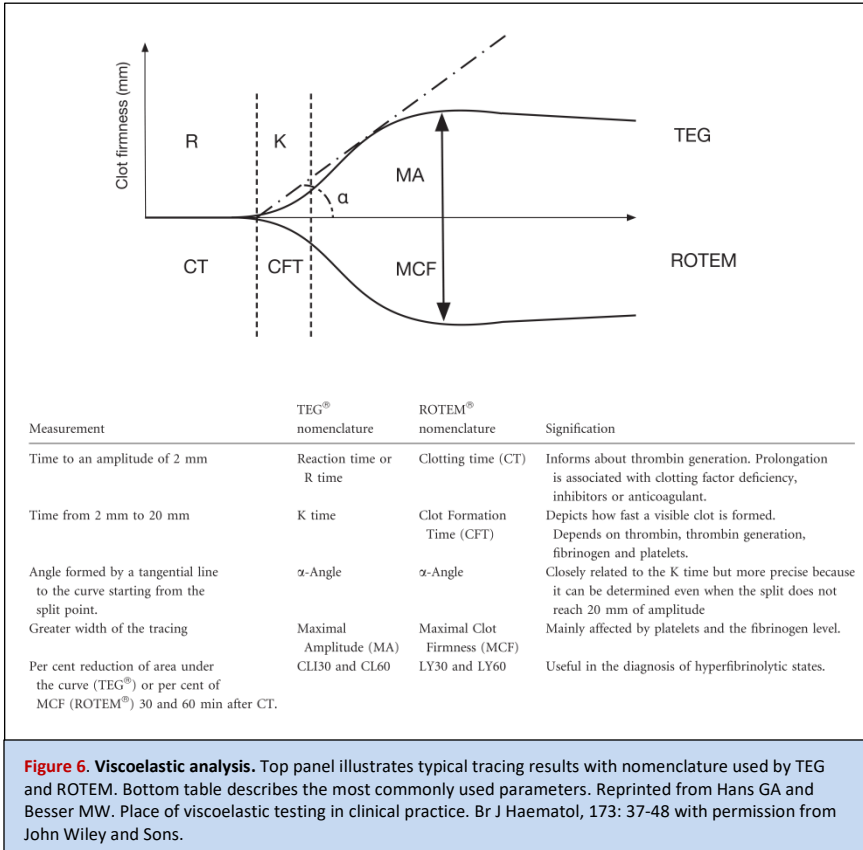 Clot firmness (mm)
R
K
TEG
MA
α
CT
CFT
MCF
ROTEM
TEG® ROTEM®
Measurement nomenclature nomenclature Signification
Time to an amplitude of 2 mm Reaction time or Clotting time (CT) Informs about thrombin generation. Prolongation
R time is associated with clotting factor deficiency,
inhibitors or anticoagulant.
Time from 2 mm to 20 mm K time Clot Formation Depicts how fast a visible clot is formed.
Time (CFT) Depends on thrombin, thrombin generation,
fibrinogen and platelets.
Angle formed by a tangential line α-Angle α-Angle Closely related to the K time but more precise because
to the curve starting from the it can be determined even when the split does not
split point. reach 20 mm of amplitude
Greater width of the tracing Maximal Maximal Clot Mainly affected by platelets and the fibrinogen level.
Amplitude (MA) Firmness (MCF)
Per cent reduction of area under CLI30 and CL60 LY30 and LY60 Useful in the diagnosis of hyperfibrinolytic states.
the curve (TEG®) or per cent of
MCF (ROTEM®) 30 and 60 min after CT.
Figure 6. Viscoelastic analysis. Top panel illustrates typical tracing results with nomenclature used by TEG
and ROTEM. Bottom table describes the most commonly used parameters. Reprinted from Hans GA and
Besser MW. Place of viscoelastic testing in clinical practice. Br J Haematol, 173: 37-48 with permission from
John Wiley and Sons.